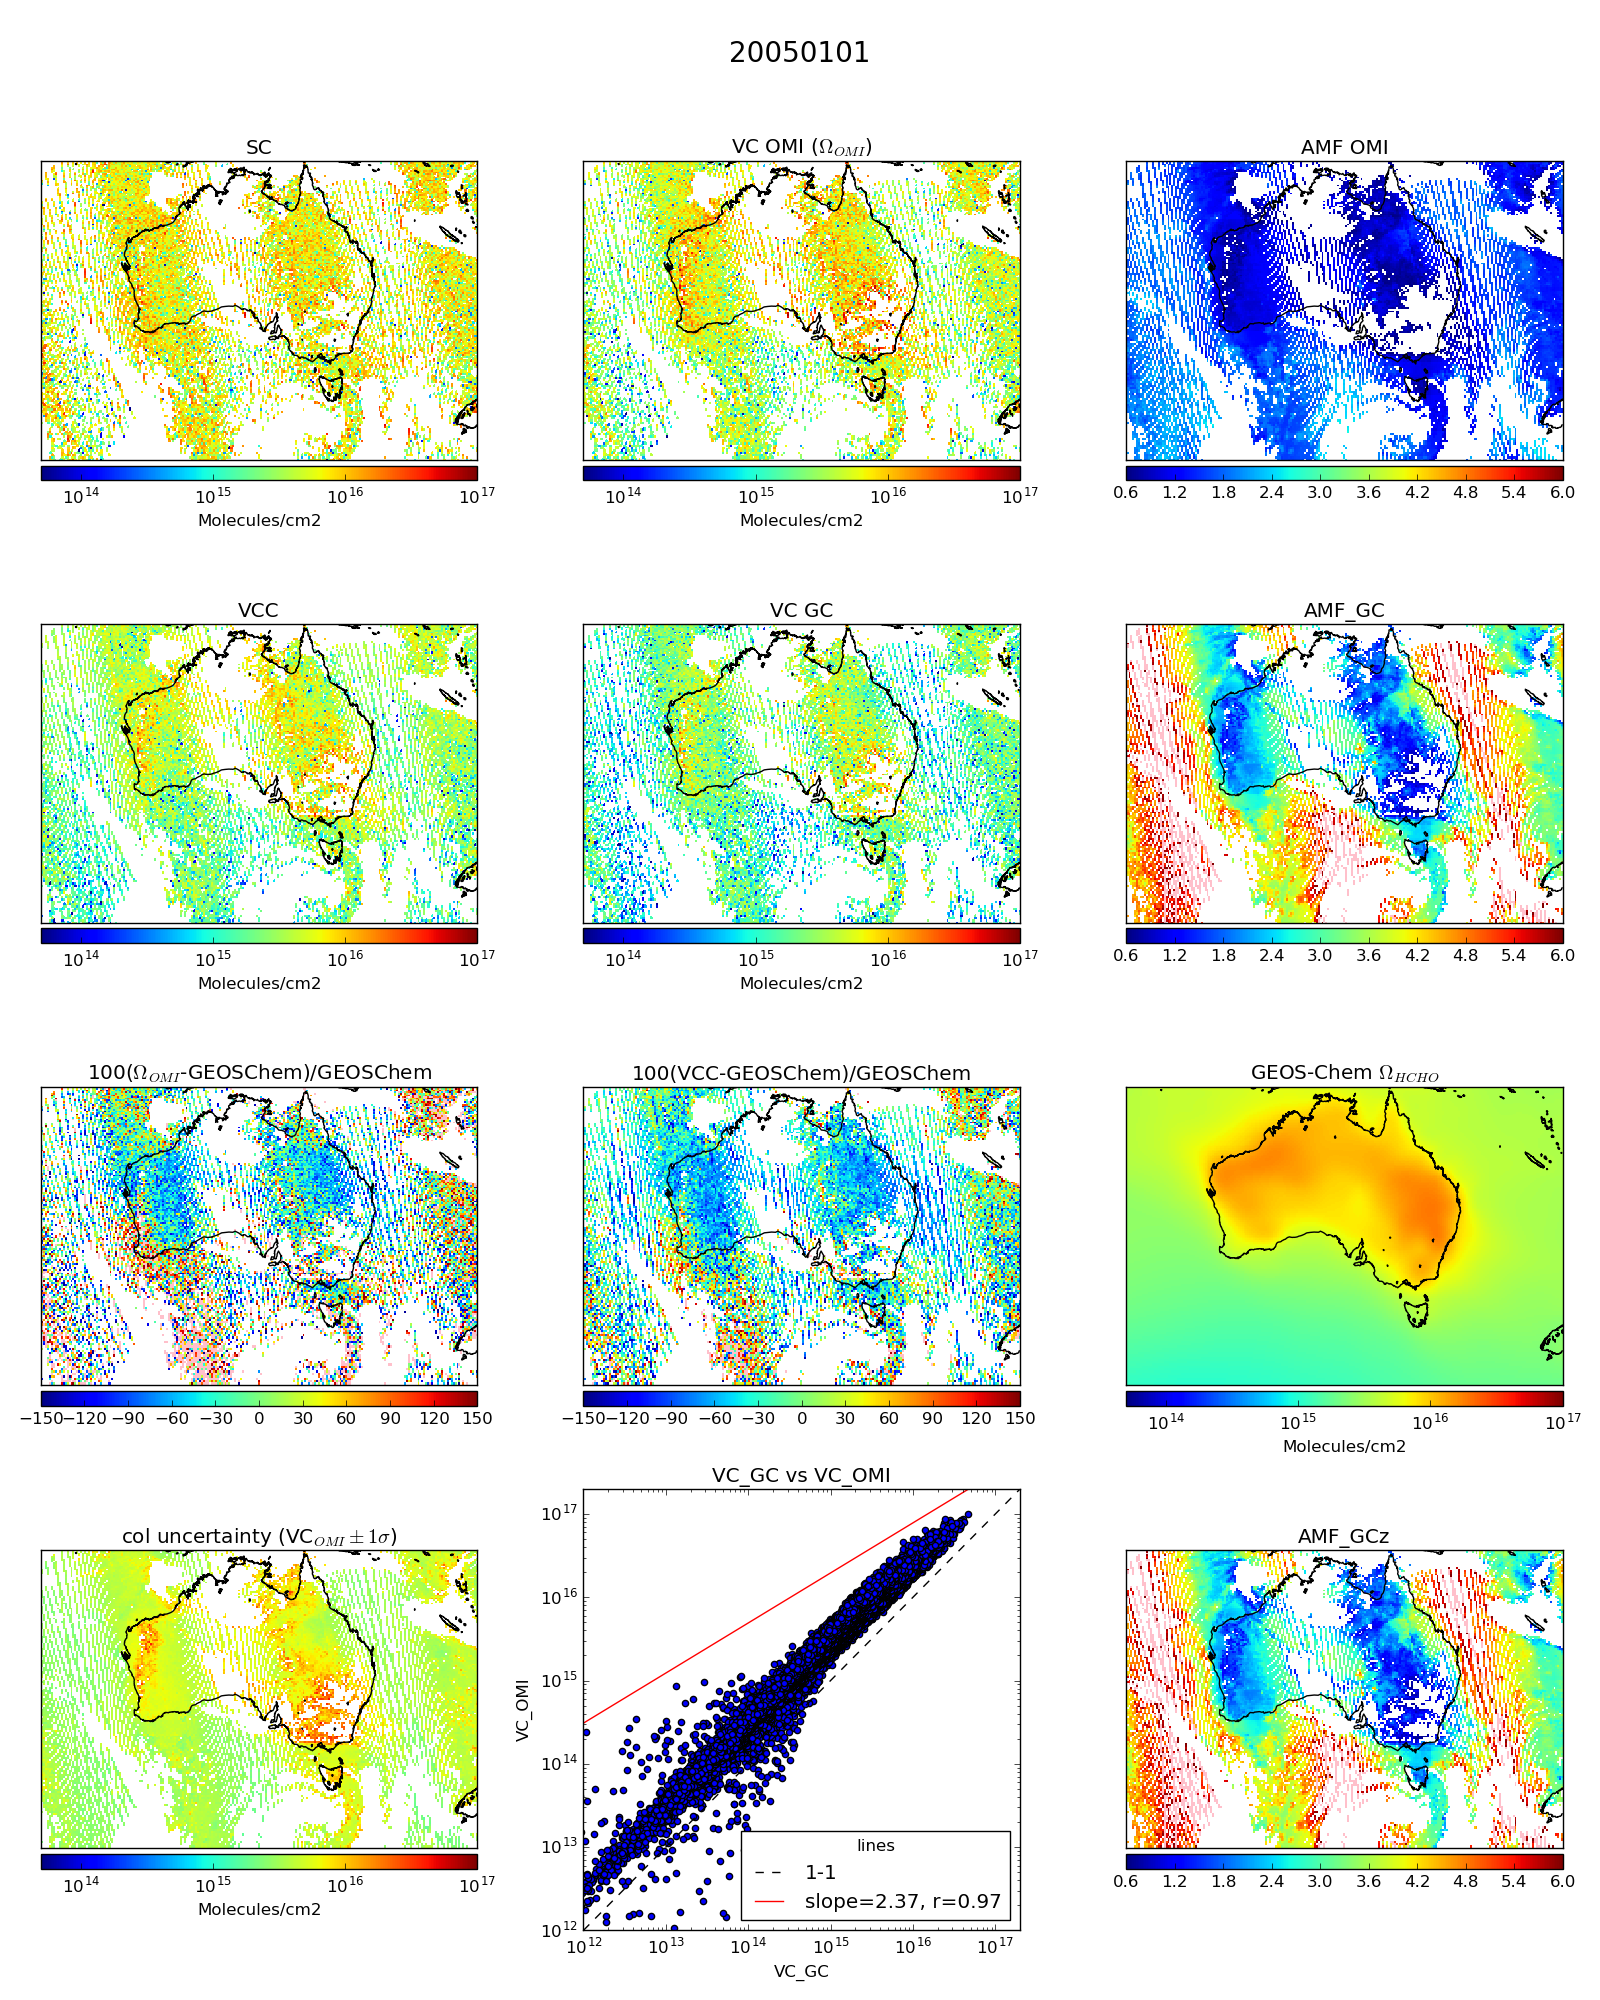 20050101
SC
VC OMI (Ω_OMI)
AMF OMI
10^14 10^15 10^16 10^17
Molecules/cm2
10^14 10^15 10^16 10^17
Molecules/cm2
0.6 1.2 1.8 2.4 3.0 3.6 4.2 4.8 5.4 6.0
VCC
VC GC
AMF_GC
10^14 10^15 10^16 10^17
Molecules/cm2
10^14 10^15 10^16 10^17
Molecules/cm2
0.6 1.2 1.8 2.4 3.0 3.6 4.2 4.8 5.4 6.0
100(Ω_OMI-GEOSChem)/GEOSChem
100(VCC-GEOSChem)/GEOSChem
GEOS-Chem Ω_HCHO
−150 −120 −90 −60 −30 0 30 60 90 120 150
−150 −120 −90 −60 −30 0 30 60 90 120 150
10^14 10^15 10^16 10^17
Molecules/cm2
col uncertainty (VC_OMI ± 1σ)
10^14 10^15 10^16 10^17
Molecules/cm2
VC_GC vs VC_OMI
10^17
10^16
10^15
10^14
10^13
10^12
VC_OMI
lines
1-1
slope=2.37, r=0.97
10^12 10^13 10^14 10^15 10^16 10^17
VC_GC
AMF_GCz
0.6 1.2 1.8 2.4 3.0 3.6 4.2 4.8 5.4 6.0